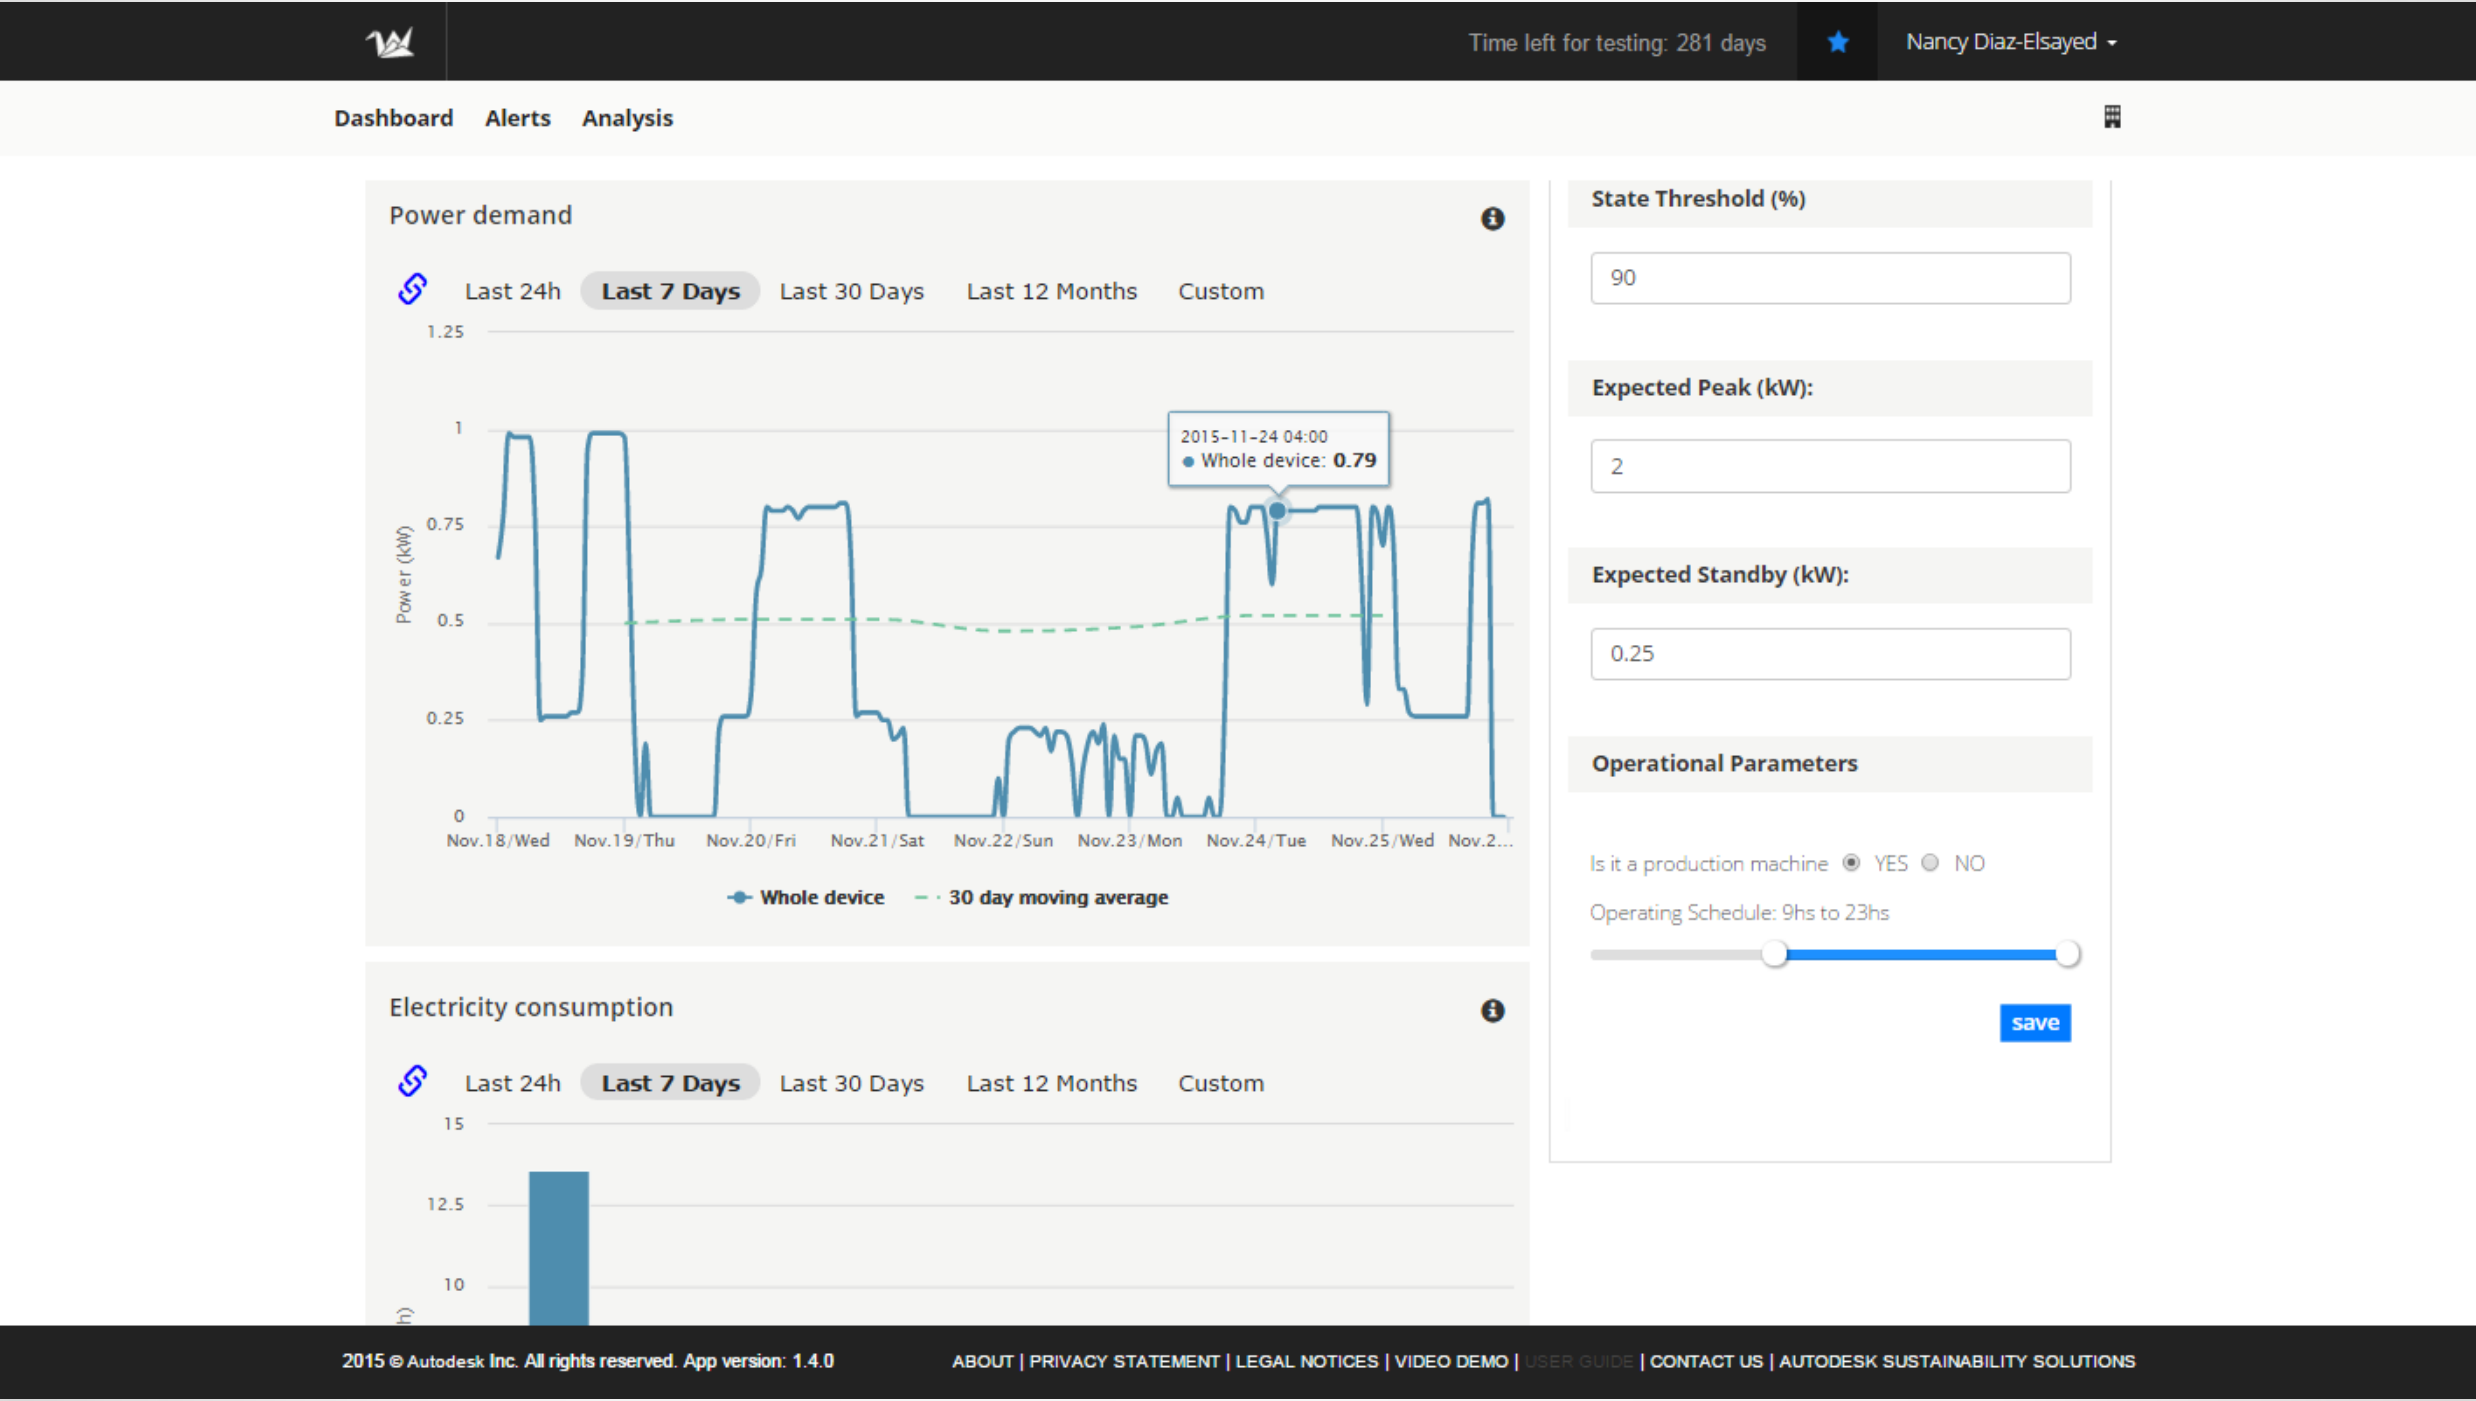 Time left for testing: 281 days
Nancy Diaz-Elsayed
Dashboard Alerts Analysis
Power demand
Last 24h Last 7 Days Last 30 Days Last 12 Months Custom
1.25
1
0.75
0.5
0.25
0
Power (kW)
2015-11-24 04:00
Whole device: 0.79
Nov.18/Wed Nov.19/Thu Nov.20/Fri Nov.21/Sat Nov.22/Sun Nov.23/Mon Nov.24/Tue Nov.25/Wed Nov.2...
Whole device 30 day moving average
Electricity consumption
Last 24h Last 7 Days Last 30 Days Last 12 Months Custom
15
12.5
10
h)
State Threshold (%)
90
Expected Peak (kW):
2
Expected Standby (kW):
0.25
Operational Parameters
Is it a production machine YES NO
Operating Schedule: 9hs to 23hs
save
2015 © Autodesk Inc. All rights reserved. App version: 1.4.0
ABOUT | PRIVACY STATEMENT | LEGAL NOTICES | VIDEO DEMO | USER GUIDE | CONTACT US | AUTODESK SUSTAINABILITY SOLUTIONS